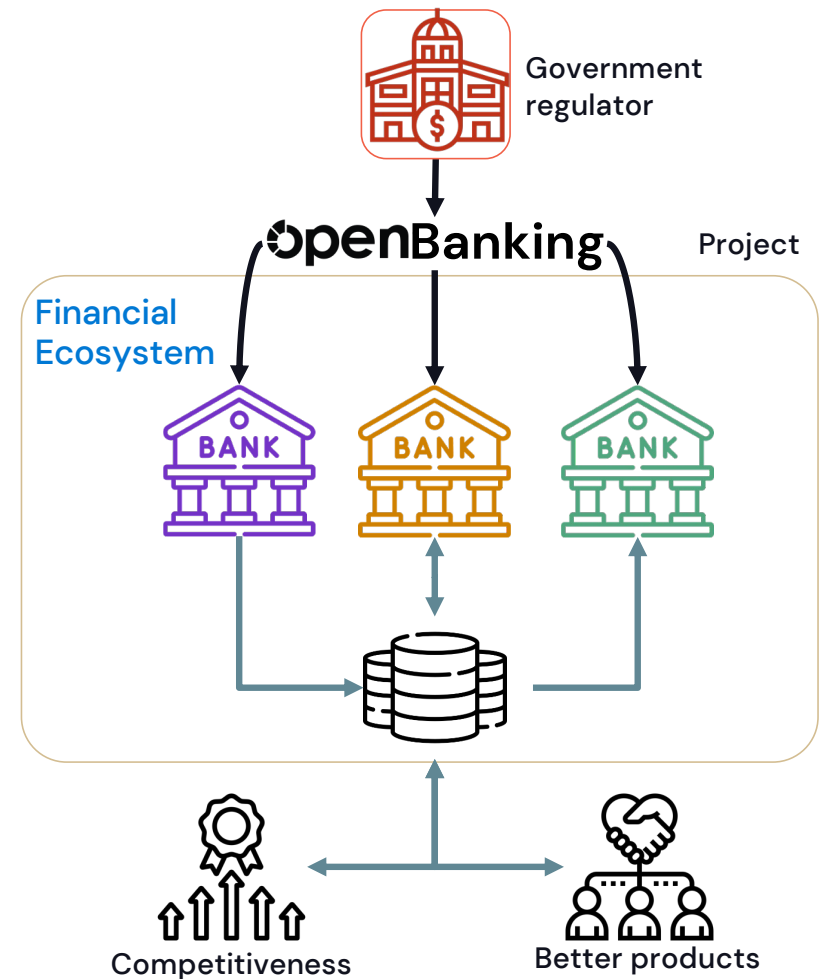 Government
regulator
$
openBanking
Project
Financial
Ecosystem
BANK
BANK
BANK
Competitiveness
Better products